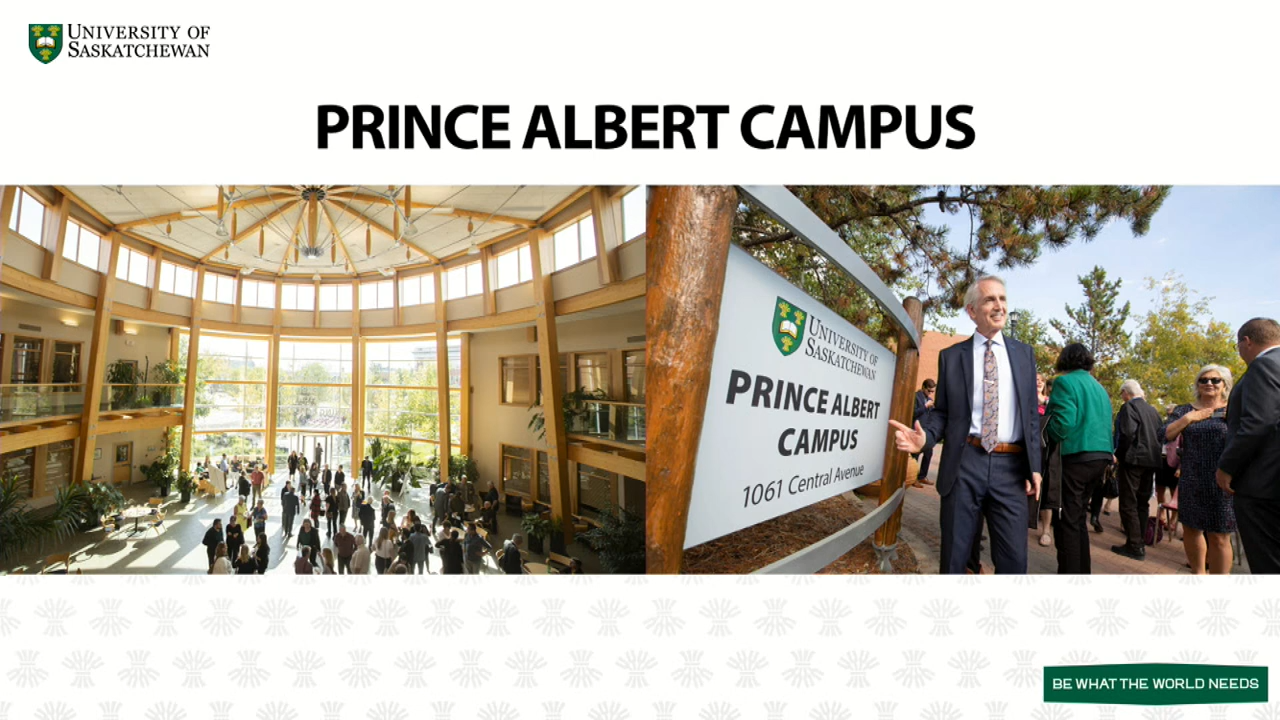 UNIVERSITY OF
SASKATCHEWAN
PRINCE ALBERT CAMPUS
UNIVERSITY OF
SASKATCHEWAN
PRINCE ALBERT
CAMPUS
1061 Central Avenue
BE WHAT THE WORLD NEEDS